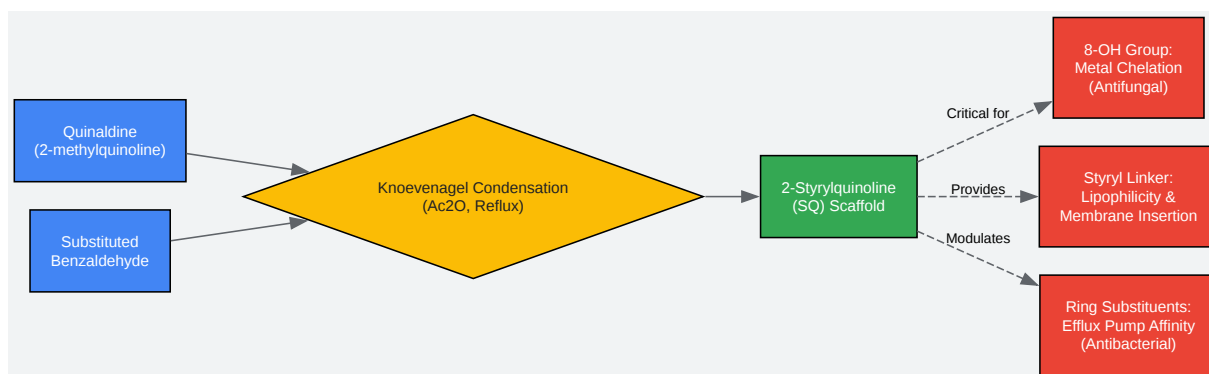 Quinaldine
(2-methylquinoline)
Substituted
Benzaldehyde
Knoevenagel Condensation
(Ac2O, Reflux)
2-Styrylquinoline
(SQ) Scaffold
Critical for
Provides
Modulates
8-OH Group:
Metal Chelation
(Antifungal)
Styryl Linker:
Lipophilicity &
Membrane Insertion
Ring Substituents:
Efflux Pump Affinity
(Antibacterial)